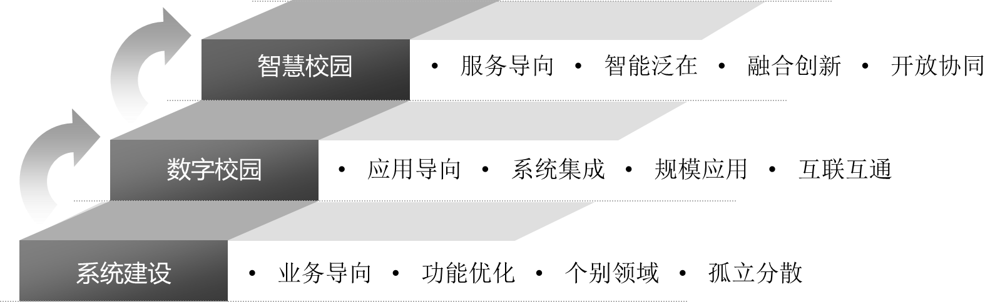 智慧校园 • 服务导向 • 智能泛在 • 融合创新 • 开放协同
数字校园 • 应用导向 • 系统集成 • 规模应用 • 互联互通
系统建设 • 业务导向 • 功能优化 • 个别领域 • 孤立分散